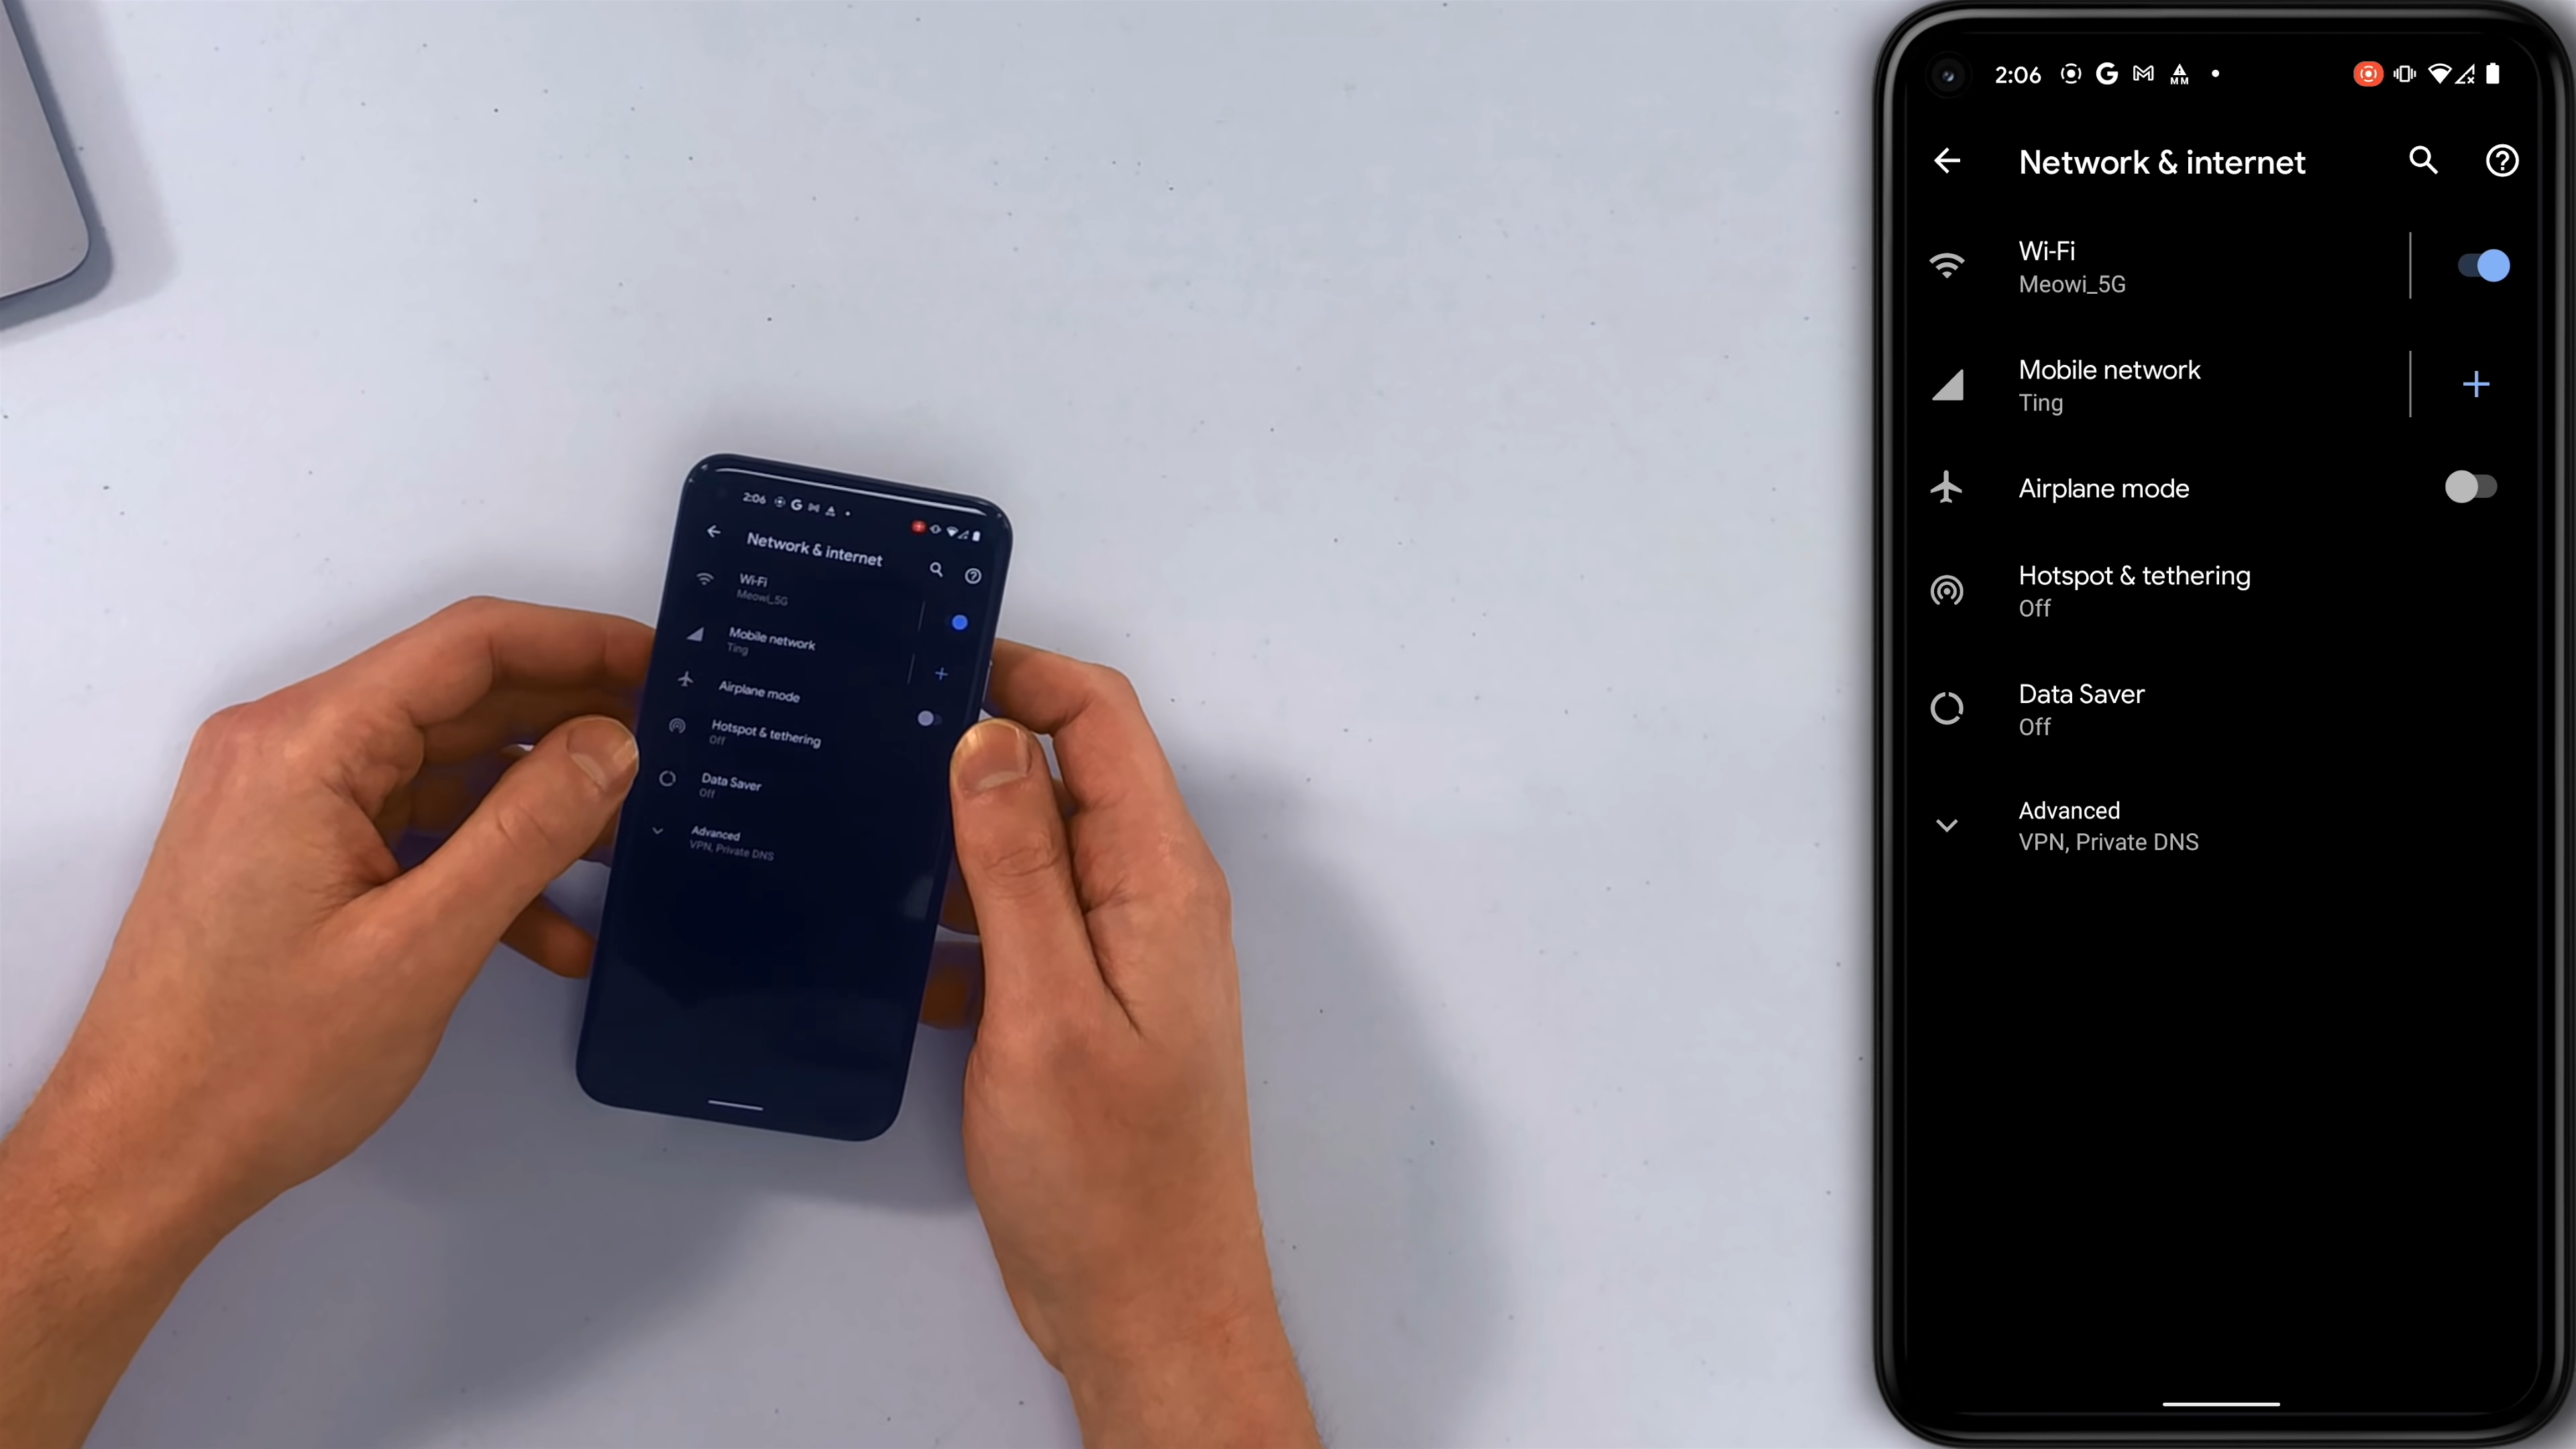 2:06 G
Network & internet
Wi-Fi
Meowi_5G
Mobile network
Ting
Airplane mode
Hotspot & tethering
Off
Data Saver
Off
Advanced
VPN, Private DNS
2:06 G M MM
Network & internet
Wi-Fi
Meowi_5G
Mobile network
Ting
Airplane mode
Hotspot & tethering
Off
Data Saver
Off
Advanced
VPN, Private DNS